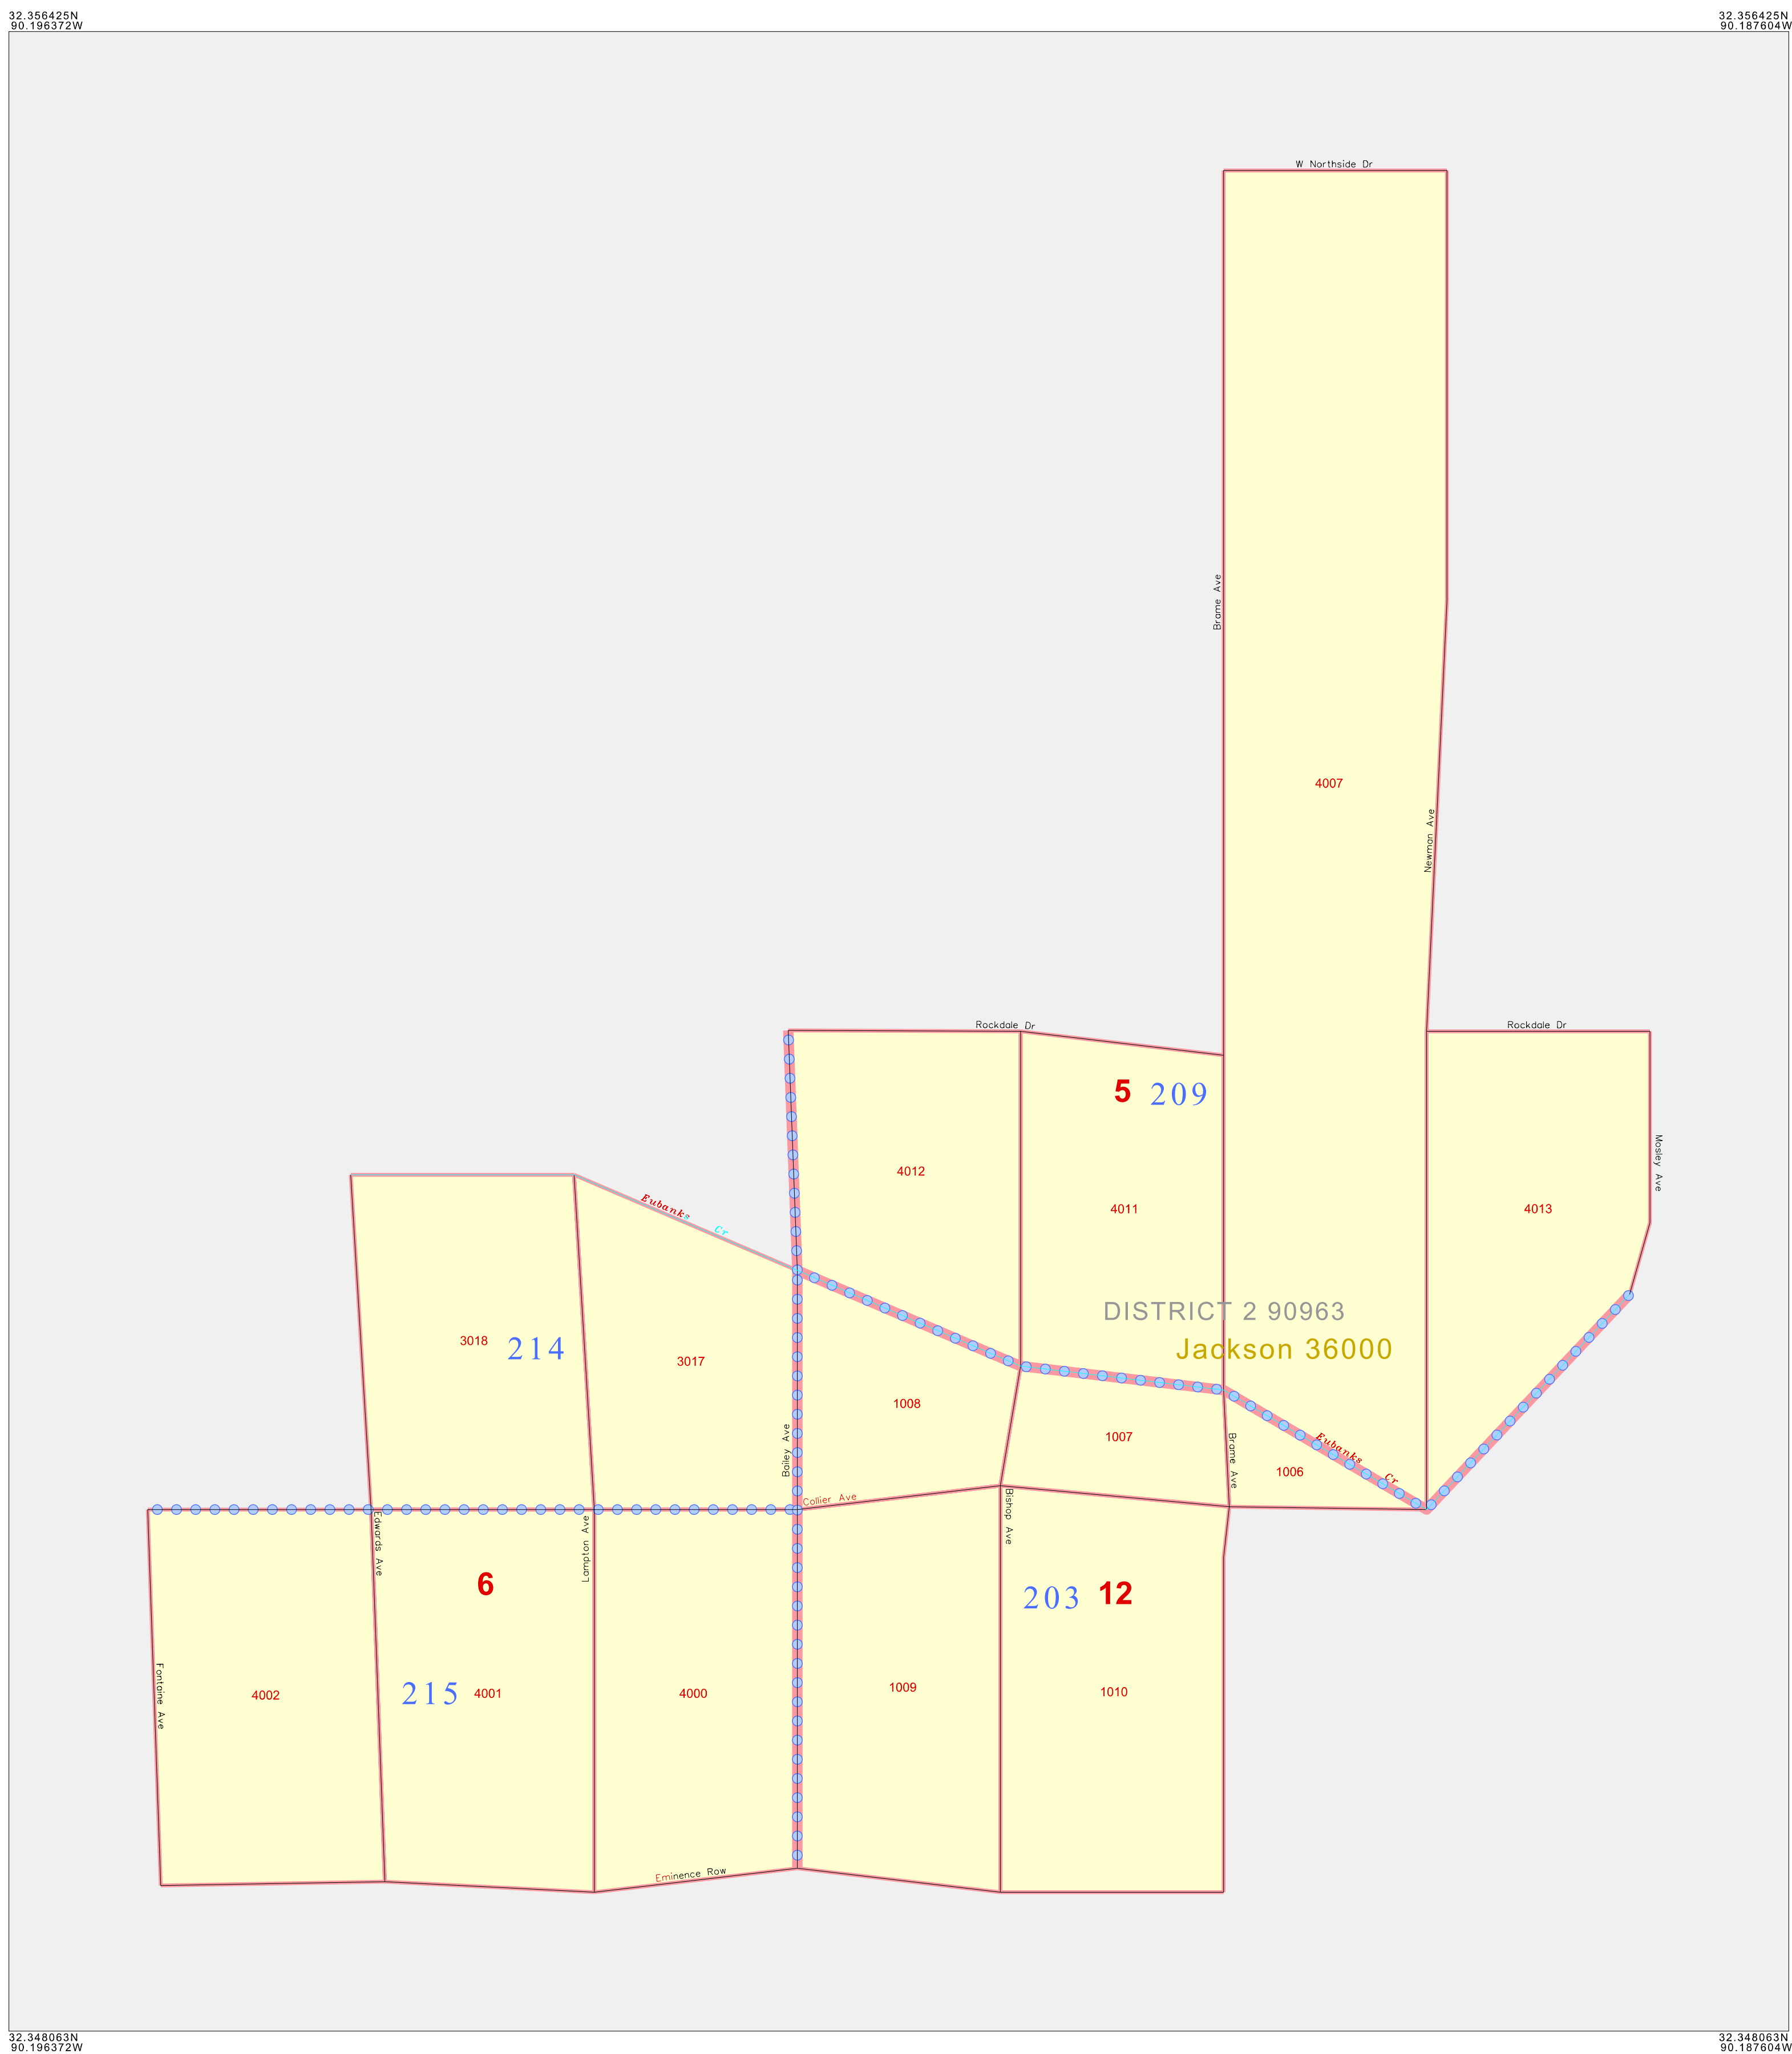 32.356425N
90.196372W
32.356425N
90.187604W
W Northside Dr
Brame Ave
4007
Newman Ave
Rockdale Dr
Rockdale Dr
5
209
Mosley Ave
4012
4011
4013
Eubanks Cr
DISTRICT 2 90963
Jackson 36000
3018
214
3017
1008
Bailey Ave
1007
Brame Ave
Eubanks Cr
1006
Collier Ave
Edwards Ave
Lampton Ave
Bishop Ave
6
203
12
Fontaine Ave
4002
215
4001
4000
1009
1010
Eminence Row
32.348063N
90.196372W
32.348063N
90.187604W